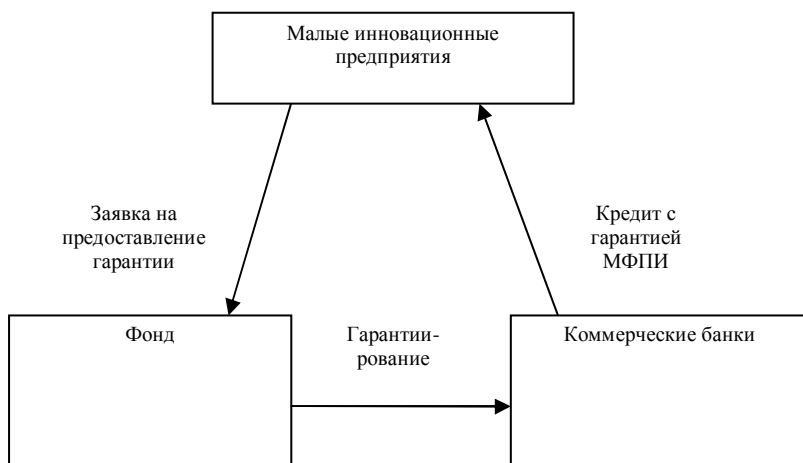 Малые инновационные
предприятия
Заявка на
предоставление
гарантии
Кредит с
гарантией
МФПИ
Фонд
Гарантии-
рование
Коммерческие банки